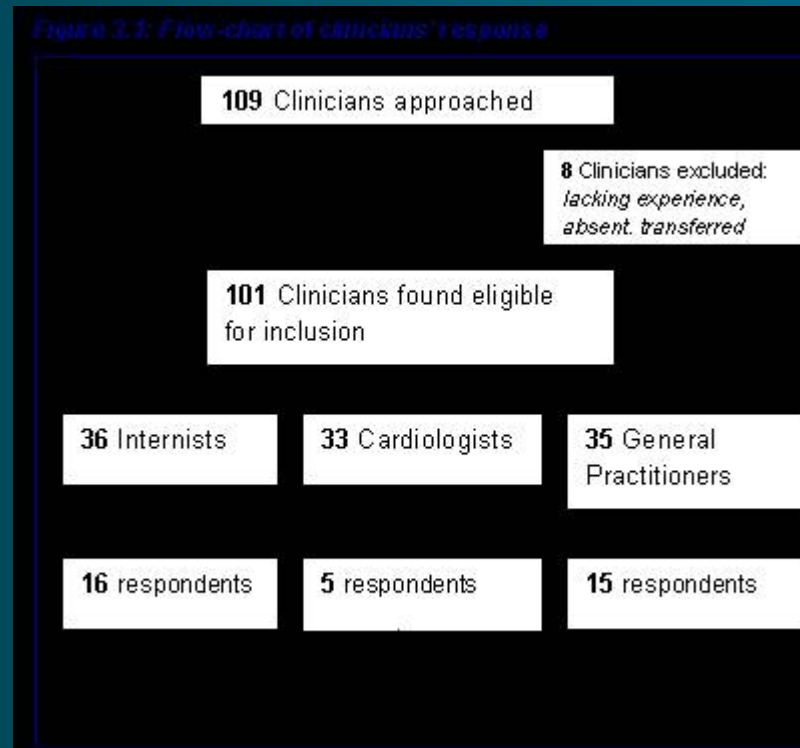 Figure 3.1: Flow-chart of clinicians' response
109 Clinicians approached
8 Clinicians excluded:
lacking experience,
absent. transferred
101 Clinicians found eligible
for inclusion
36 Internists
33 Cardiologists
35 General
Practitioners
16 respondents
5 respondents
15 respondents